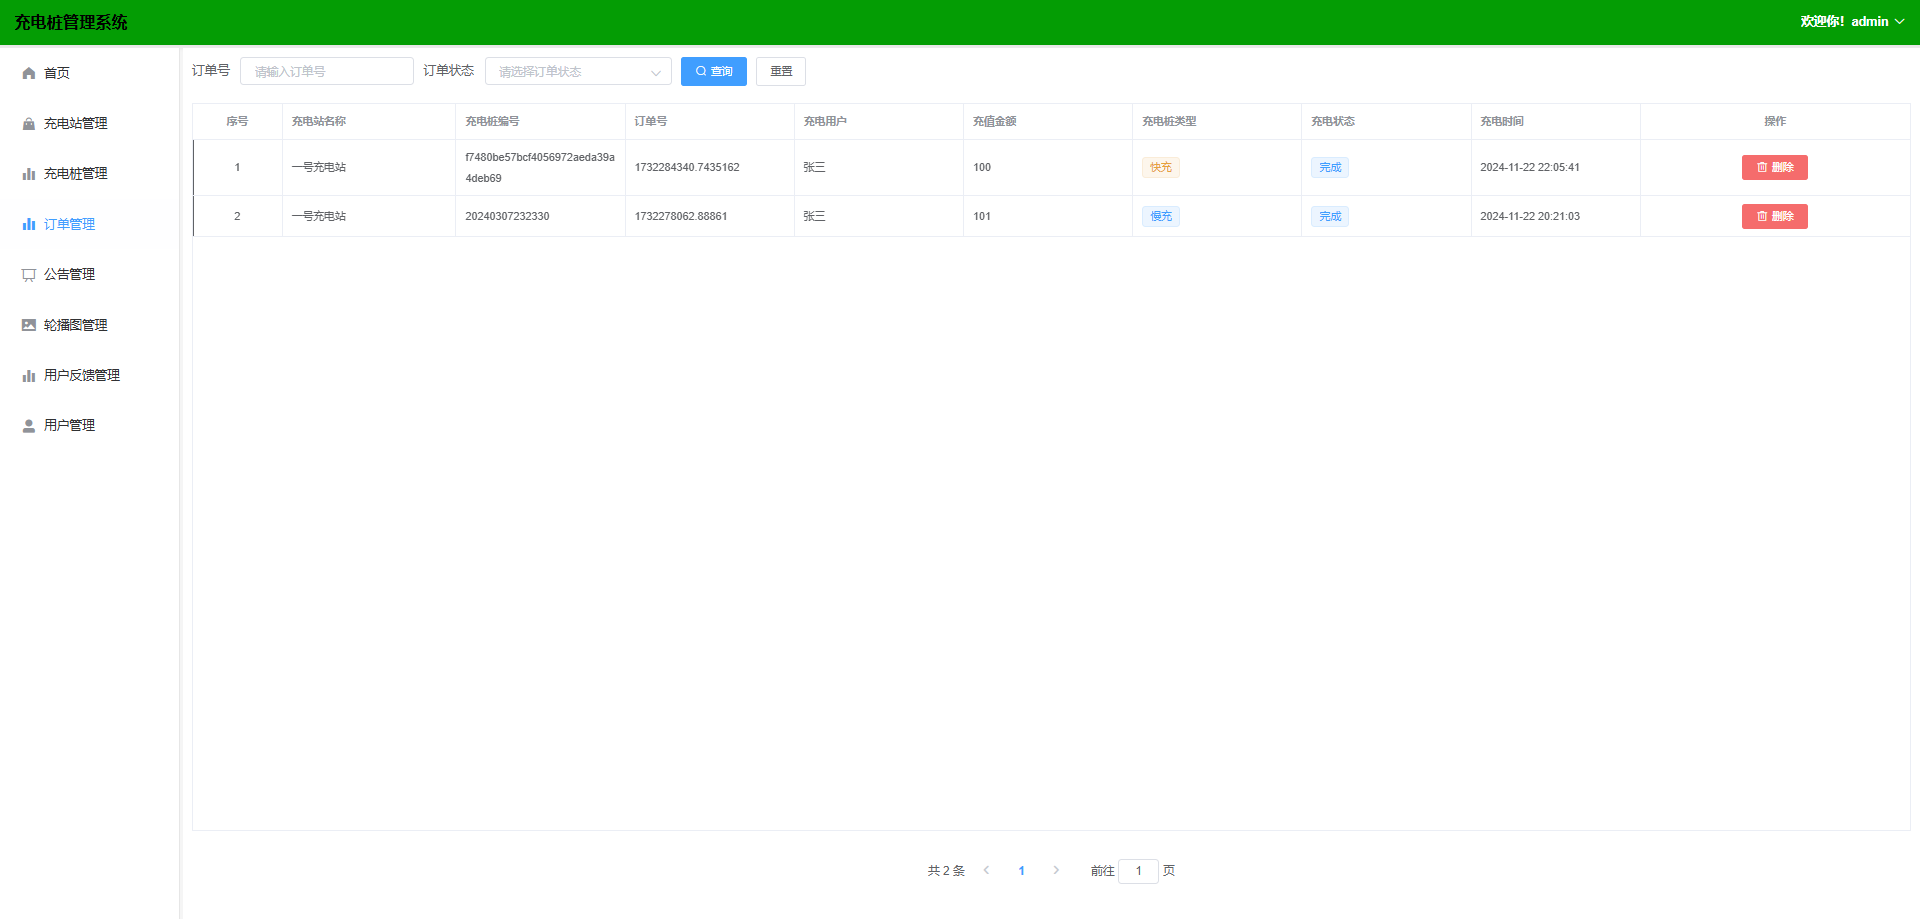 充电桩管理系统
欢迎你！admin
首页
充电站管理
充电桩管理
订单管理
公告管理
轮播图管理
用户反馈管理
用户管理
订单号 请输入订单号 订单状态 请选择订单状态 查询 重置
序号 充电站名称 充电桩编号 订单号 充电用户 充值金额 充电桩类型 充电状态 充电时间 操作
1 一号充电站 f7480be57bcf4056972aeda39a 1732284340.7435162 张三 100 快充 完成 2024-11-22 22:05:41 删除
4deb69
2 一号充电站 20240307232330 1732278062.88861 张三 101 慢充 完成 2024-11-22 20:21:03 删除
共 2 条 1 前往 1 页